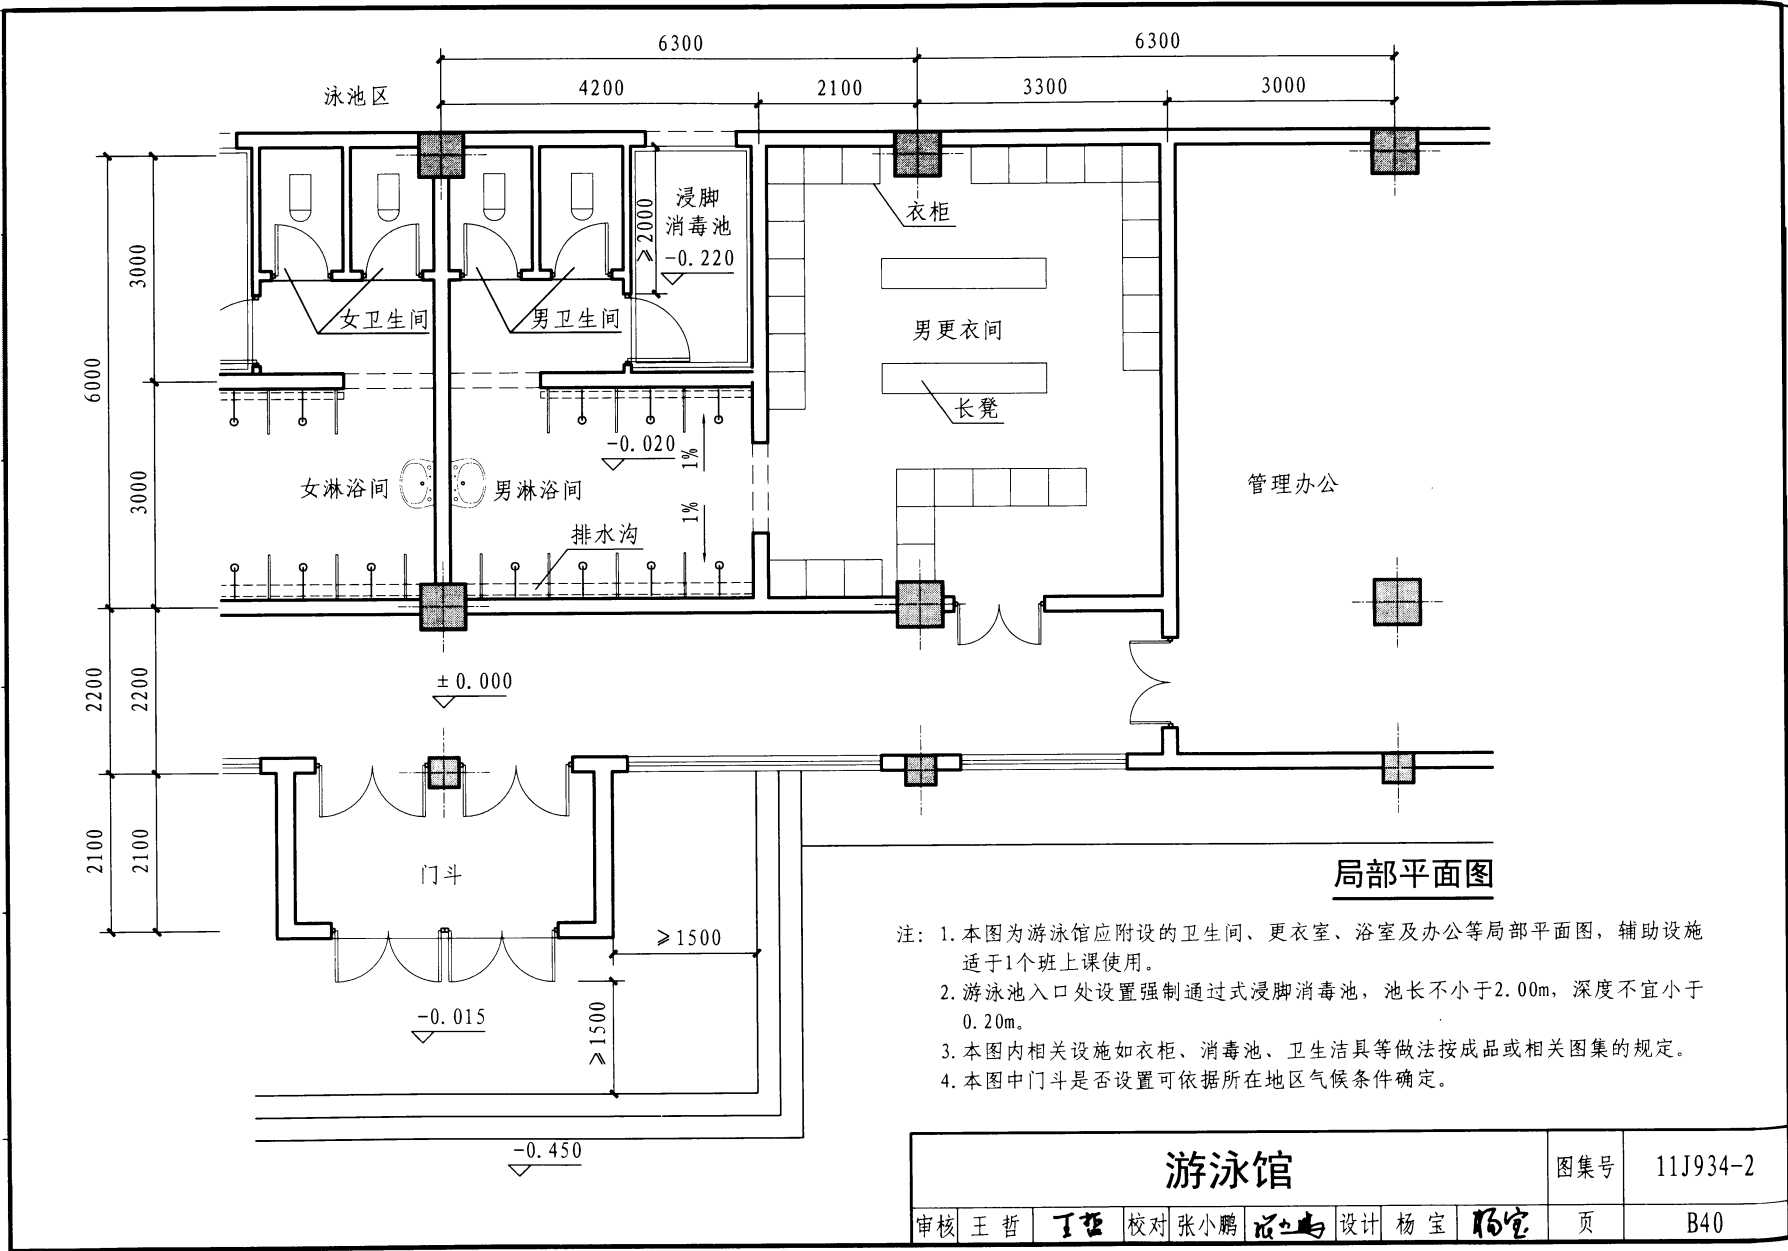 6300
6300
4200
2100
3300
3000
泳池区
浸脚
消毒池
-0.220
≥2000
衣柜
3000
女卫生间
男卫生间
男更衣间
6000
长凳
-0.020
1%
3000
女淋浴间
男淋浴间
管理办公
1%
排水沟
±0.000
2200
2200
2100
2100
门斗
局部平面图
≥1500
-0.015
≥1500
-0.450
注: 1.本图为游泳馆应附设的卫生间、更衣室、浴室及办公等局部平面图，辅助设施
适于1个班上课使用。
2.游泳池入口处设置强制通过式浸脚消毒池，池长不小于2.00m，深度不宜小于
0.20m。
3.本图内相关设施如衣柜、消毒池、卫生洁具等做法按成品或相关图集的规定。
4.本图中门斗是否设置可依据所在地区气候条件确定。
游泳馆 图集号 11J934-2
审核 王哲 王哲 校对 张小鹏 设计 杨宝 杨宝 页 B40